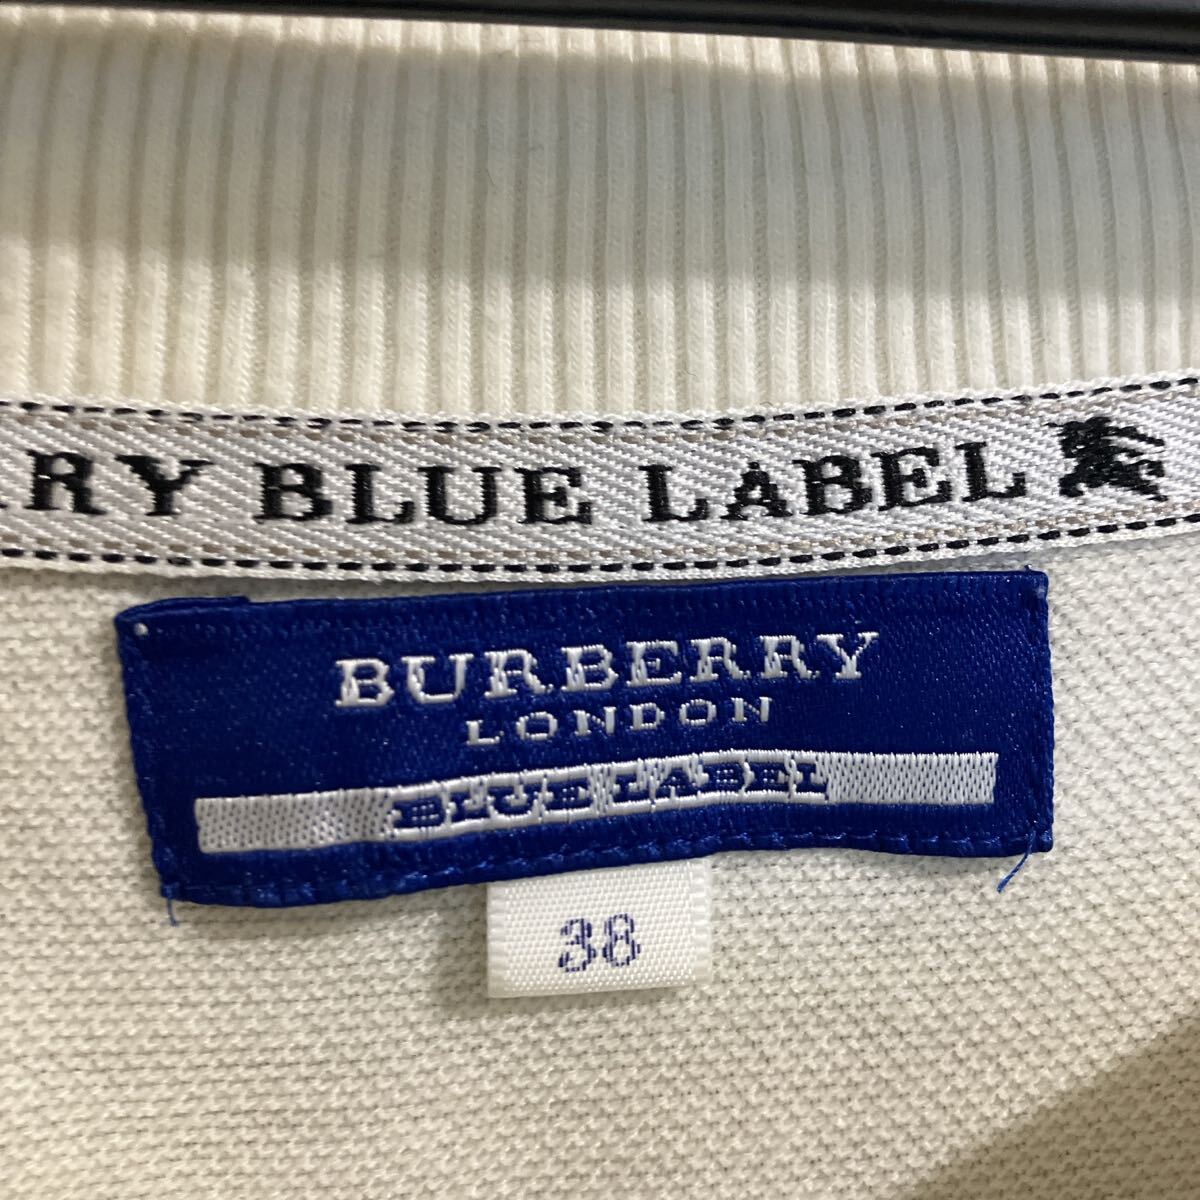 RY BLUE LABEL
BURBERRY
LONDON
BLUE LABEL
38